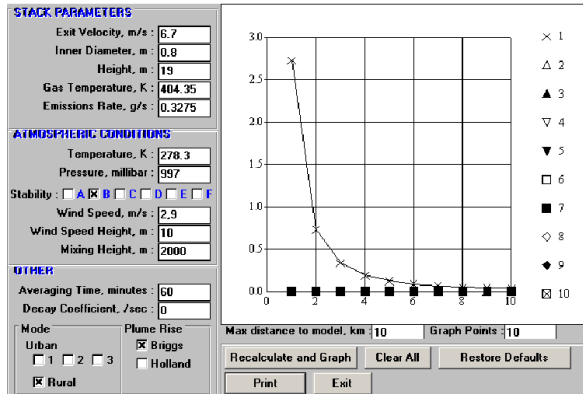 STACK PARAMETERS
Exit Velocity, m/s : 6.7
Inner Diameter, m : 0.8
Height, m : 19
Gas Temperature, K : 404.35
Emissions Rate, g/s : 0.3275
ATMOSPHERIC CONDITIONS
Temperature, K : 278.3
Pressure, millibar : 997
Stability : A B C D E F
Wind Speed, m/s : 2.9
Wind Speed Height, m : 10
Mixing Height, m : 2000
OTHER
Averaging Time, minutes : 60
Decay Coefficient, /sec : 0
Mode
Urban
1 2 3
Rural
Plume Rise
Briggs
Holland
3.0
2.5
2.0
1.5
1.0
0.5
0.0
0 2 4 6 8 10
1
2
3
4
5
6
7
8
9
10
Max distance to model, km : 10 Graph Points : 10
Recalculate and Graph Clear All Restore Defaults
Print Exit